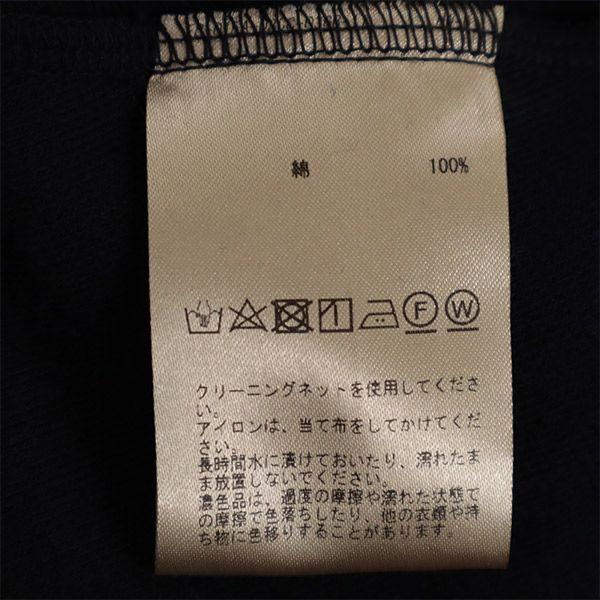 綿 100%
F W
クリーニングネットを使用してくださ
い。
アイロンは、当て布をしてかけてくだ
さい。
長時間水に漬けておいたり、濡れたま
ま放置しないでください。
濃色品は、過度の摩擦や濡れた状態で
の摩擦で色落ちしたり、他の衣類や持
ち物に色移りすることがあります。